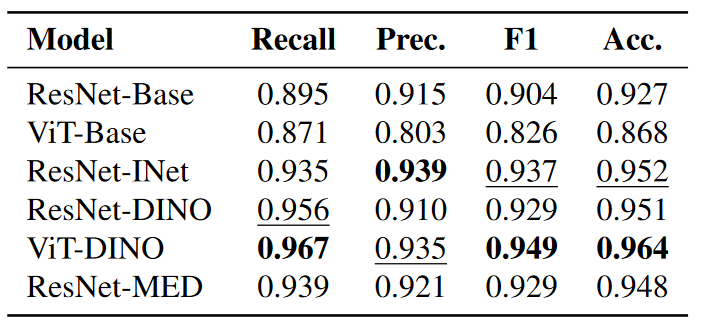 Model Recall Prec. F1 Acc.
ResNet-Base 0.895 0.915 0.904 0.927
ViT-Base 0.871 0.803 0.826 0.868
ResNet-INet 0.935 0.939 0.937 0.952
ResNet-DINO 0.956 0.910 0.929 0.951
ViT-DINO 0.967 0.935 0.949 0.964
ResNet-MED 0.939 0.921 0.929 0.948